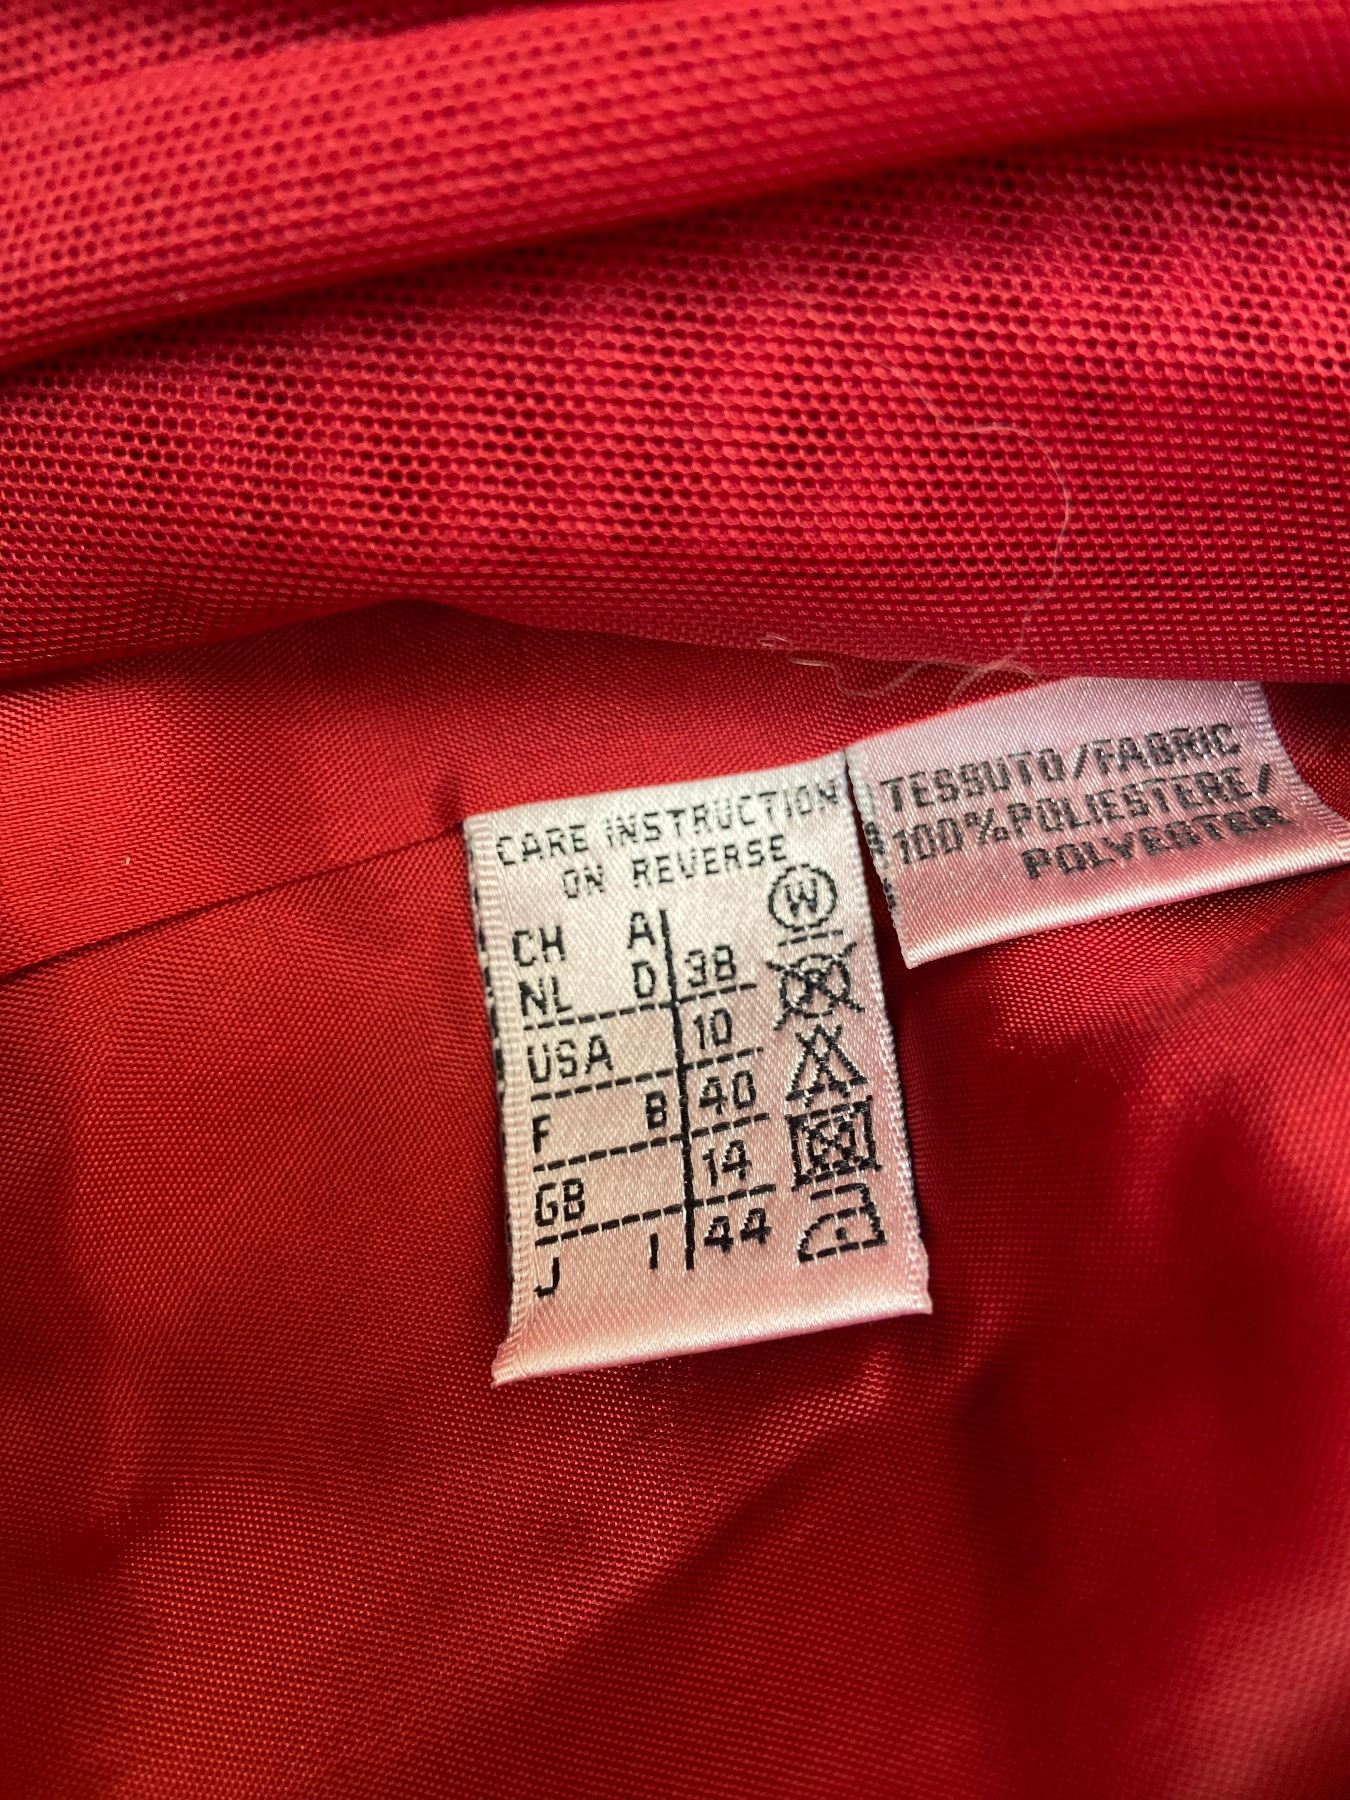 CARE INSTRUCTION
ON REVERSE
CH A
NL D 38
USA 10
F B 40
GB 14
J I 44
W
TESSUTO/FABRIC
100%POLIESTERE/
POLYESTER